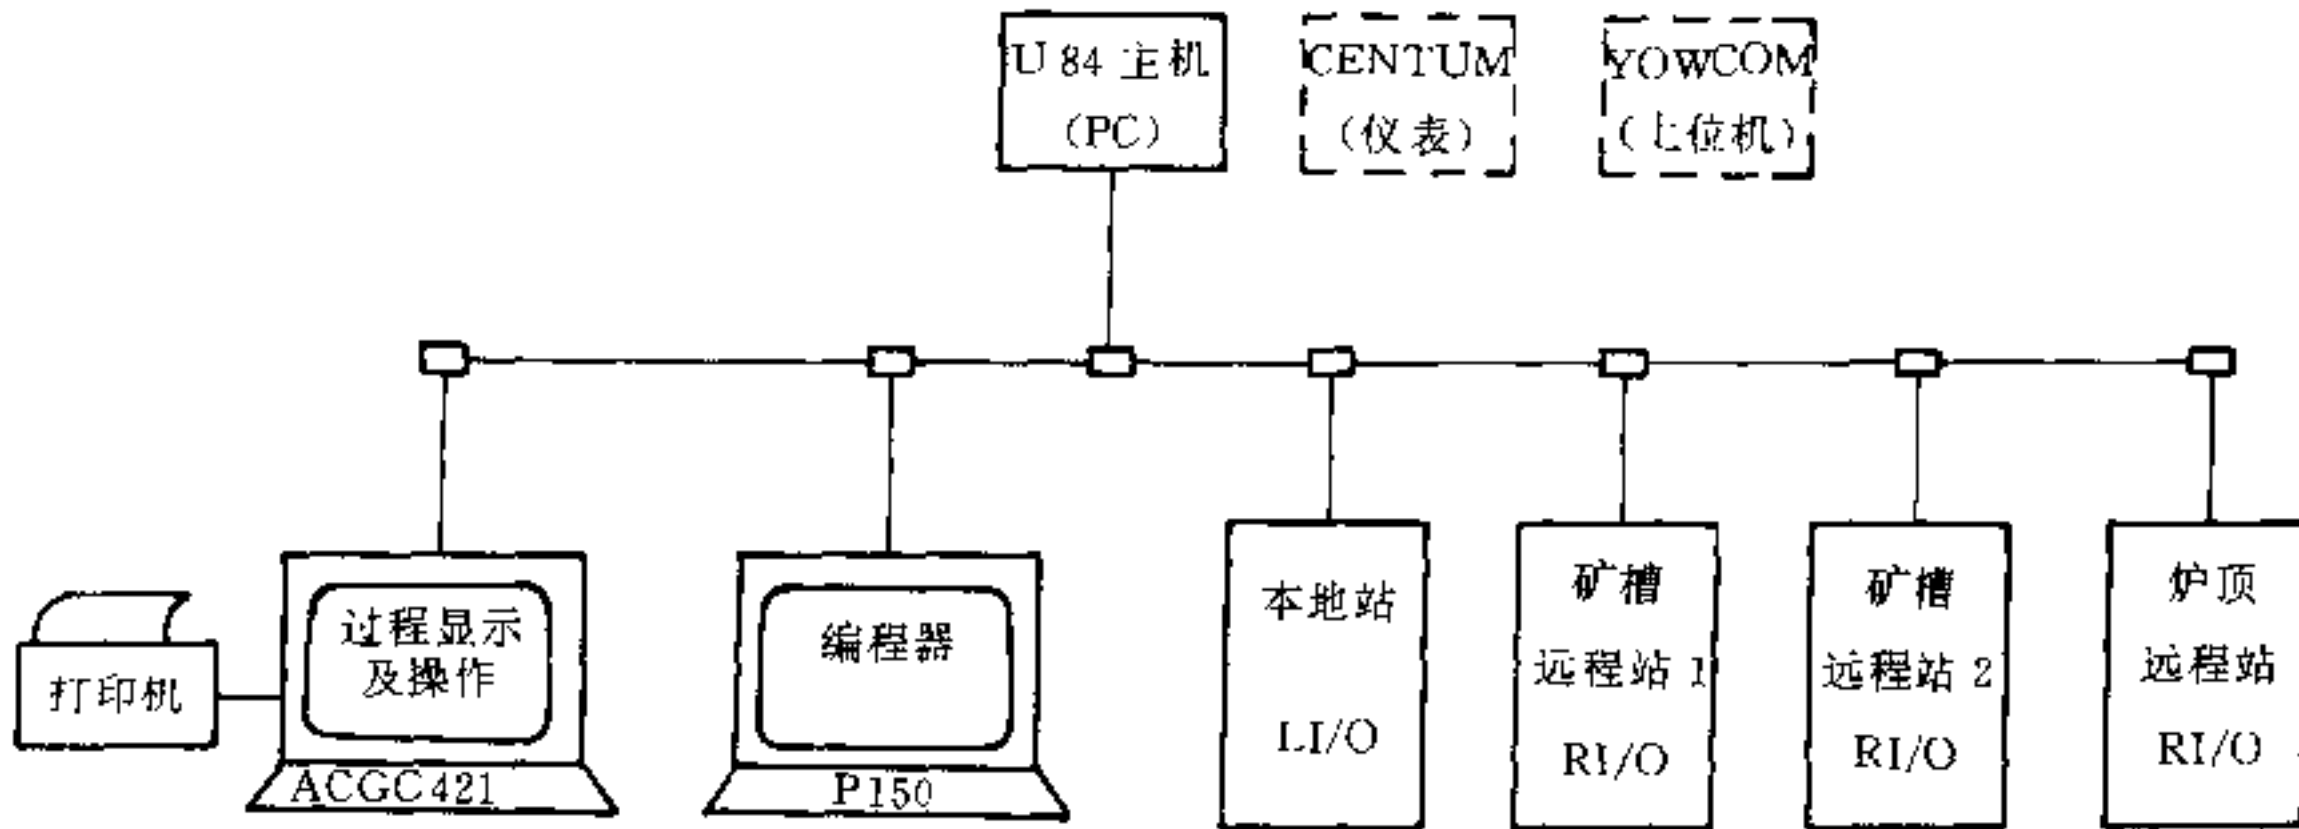 U 84 主机
(PC)
CENTUM
(仪表)
YOWCOM
(上位机)
打印机
过程显示
及操作
ACGC421
编程器
P150
本地站
LI/O
矿槽
远程站 1
RI/O
矿槽
远程站 2
RI/O
炉顶
远程站
RI/O